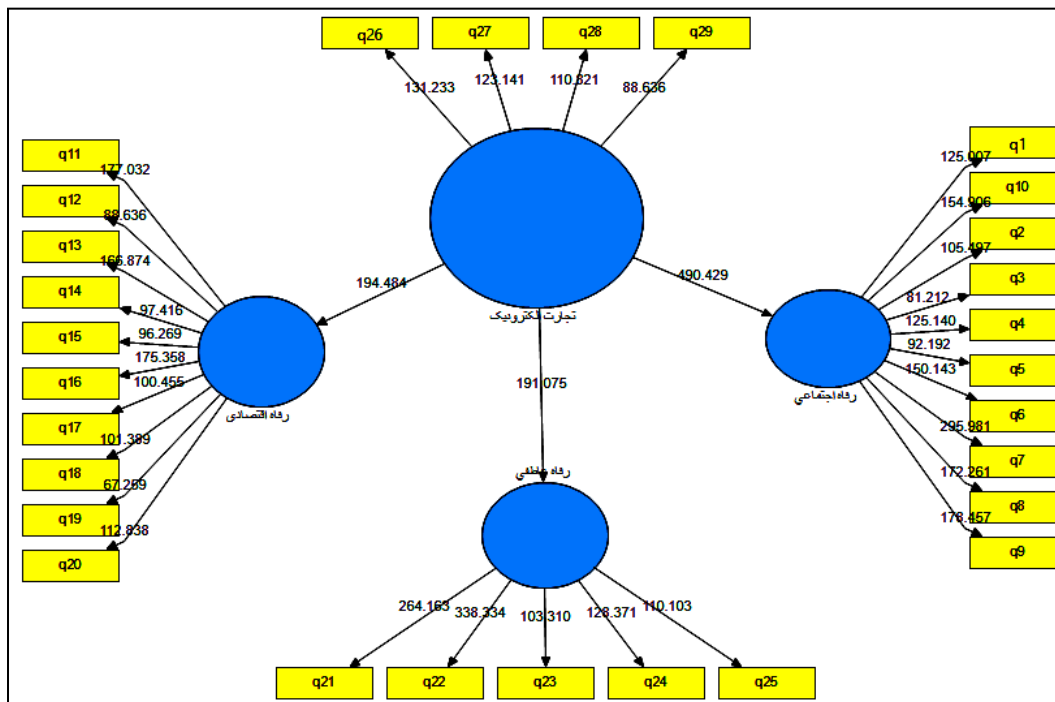 q26
q27
q28
q29
131.233
123.141
110.821
88.636
q11
q12
q13
q14
q15
q16
q17
q18
q19
q20
177.032
88.636
166.874
97.416
96.269
175.358
100.455
101.389
67.259
112.838
رفاه اقتصادی
194.484
تجارت الکترونیک
490.429
191.075
q1
q10
q2
q3
q4
q5
q6
q7
q8
q9
125.007
154.906
105.497
81.212
125.140
92.192
150.143
295.981
172.261
178.457
رفاه اجتماعي
رفاه عاطفي
264.163
338.334
103.310
128.371
110.103
q21
q22
q23
q24
q25